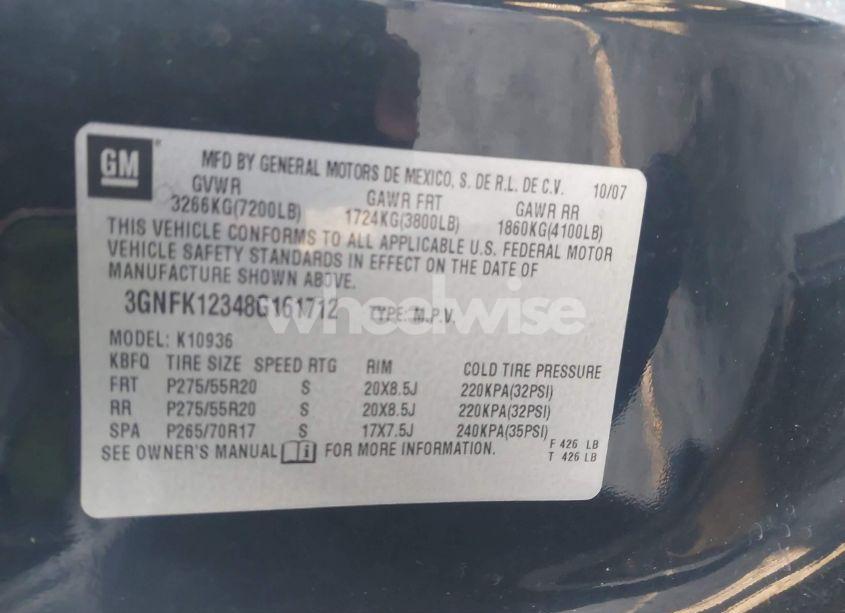 GM
MFD BY GENERAL MOTORS DE MEXICO, S. DE R.L. DE C.V. 10/07
GVWR GAWR FRT GAWR RR
3266KG(7200LB) 1724KG(3800LB) 1860KG(4100LB)
THIS VEHICLE CONFORMS TO ALL APPLICABLE U.S. FEDERAL MOTOR
VEHICLE SAFETY STANDARDS IN EFFECT ON THE DATE OF
MANUFACTURE SHOWN ABOVE.
3GNFK12348G161712 TYPE: M.P.V.
wheelwise
MODEL: K10936
KBFQ TIRE SIZE SPEED RTG RIM COLD TIRE PRESSURE
FRT P275/55R20 S 20X8.5J 220KPA(32PSI)
RR P275/55R20 S 20X8.5J 220KPA(32PSI)
SPA P265/70R17 S 17X7.5J 240KPA(35PSI)
SEE OWNER'S MANUAL i FOR MORE INFORMATION.
F 426 LB
T 426 LB